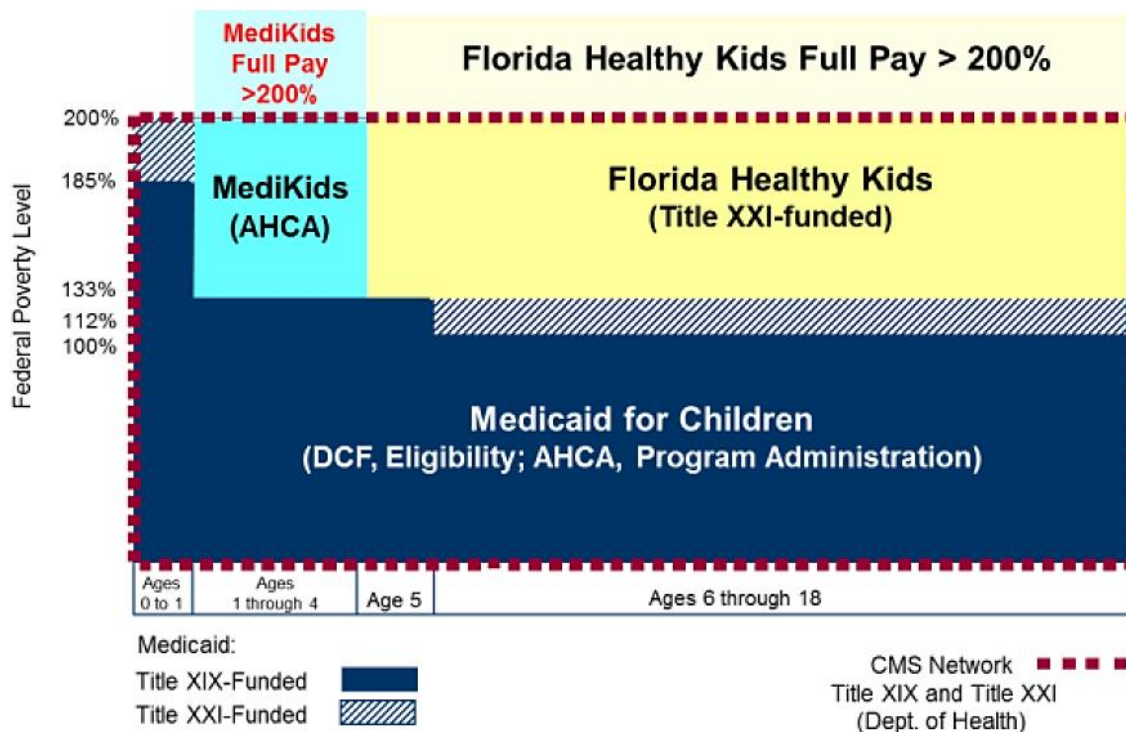 MediKids
Full Pay
>200%
Florida Healthy Kids Full Pay > 200%
200%
185%
133%
112%
100%
Federal Poverty Level
MediKids
(AHCA)
Florida Healthy Kids
(Title XXI-funded)
Medicaid for Children
(DCF, Eligibility; AHCA, Program Administration)
Ages
0 to 1
Ages
1 through 4
Age 5
Ages 6 through 18
Medicaid:
Title XIX-Funded
Title XXI-Funded
CMS Network
Title XIX and Title XXI
(Dept. of Health)